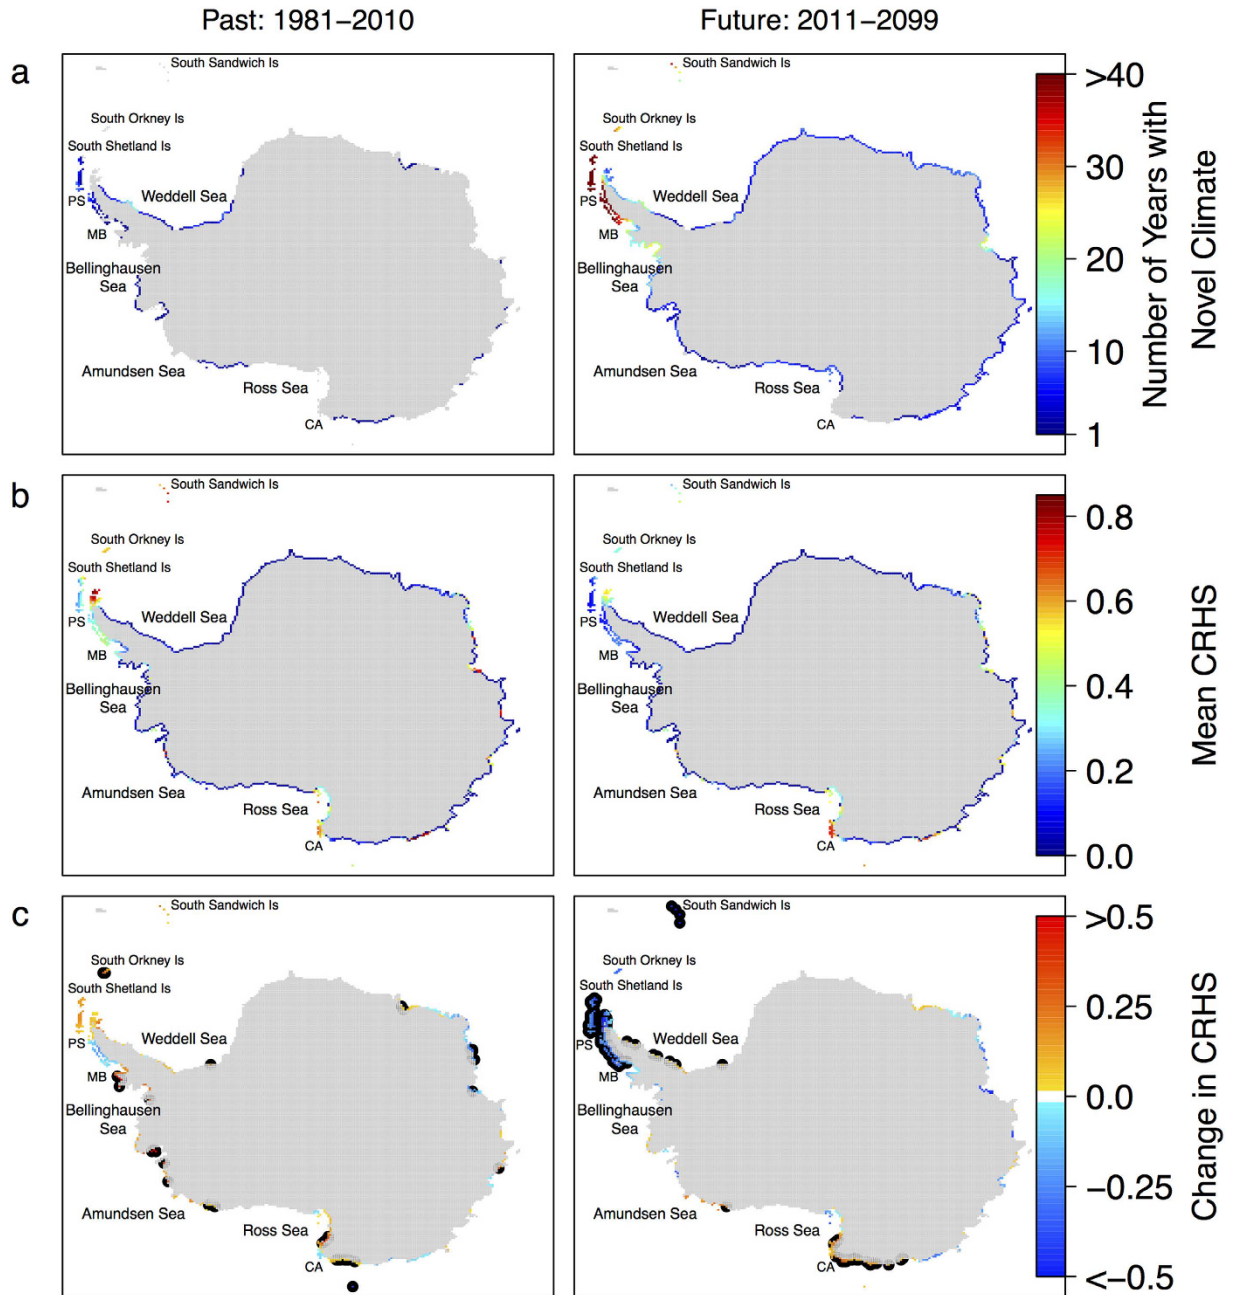 Past: 1981–2010
Future: 2011–2099
a
South Sandwich Is
South Orkney Is
South Shetland Is
PS
Weddell Sea
MB
Bellinghausen
Sea
Amundsen Sea
Ross Sea
CA
South Sandwich Is
South Orkney Is
South Shetland Is
PS
Weddell Sea
MB
Bellinghausen
Sea
Amundsen Sea
Ross Sea
CA
>40
30
20
10
1
Number of Years with
Novel Climate
b
South Sandwich Is
South Orkney Is
South Shetland Is
PS
Weddell Sea
MB
Bellinghausen
Sea
Amundsen Sea
Ross Sea
CA
South Sandwich Is
South Orkney Is
South Shetland Is
PS
Weddell Sea
MB
Bellinghausen
Sea
Amundsen Sea
Ross Sea
CA
0.8
0.6
0.4
0.2
0.0
Mean CRHS
c
South Sandwich Is
South Orkney Is
South Shetland Is
PS
Weddell Sea
MB
Bellinghausen
Sea
Amundsen Sea
Ross Sea
CA
South Sandwich Is
South Orkney Is
South Shetland Is
PS
Weddell Sea
MB
Bellinghausen
Sea
Amundsen Sea
Ross Sea
CA
>0.5
0.25
0.0
−0.25
<−0.5
Change in CRHS